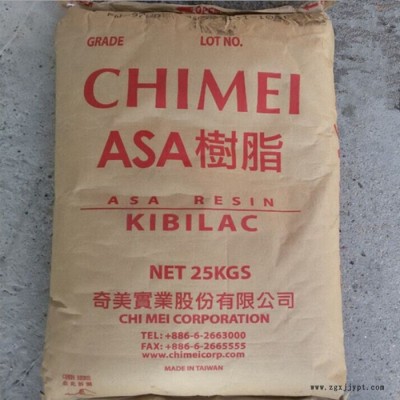 GRADE LOT NO.
CHIMEI
ASA樹脂
ASA RESIN
KIBILAC
NET 25KGS
奇美實業股份有限公司
CHI MEI CORPORATION
TEL: +886-6-2663000
FAX: +886-6-2665555
www.chimeicorp.com
MADE IN TAIWAN
www.zgxjjypt.com